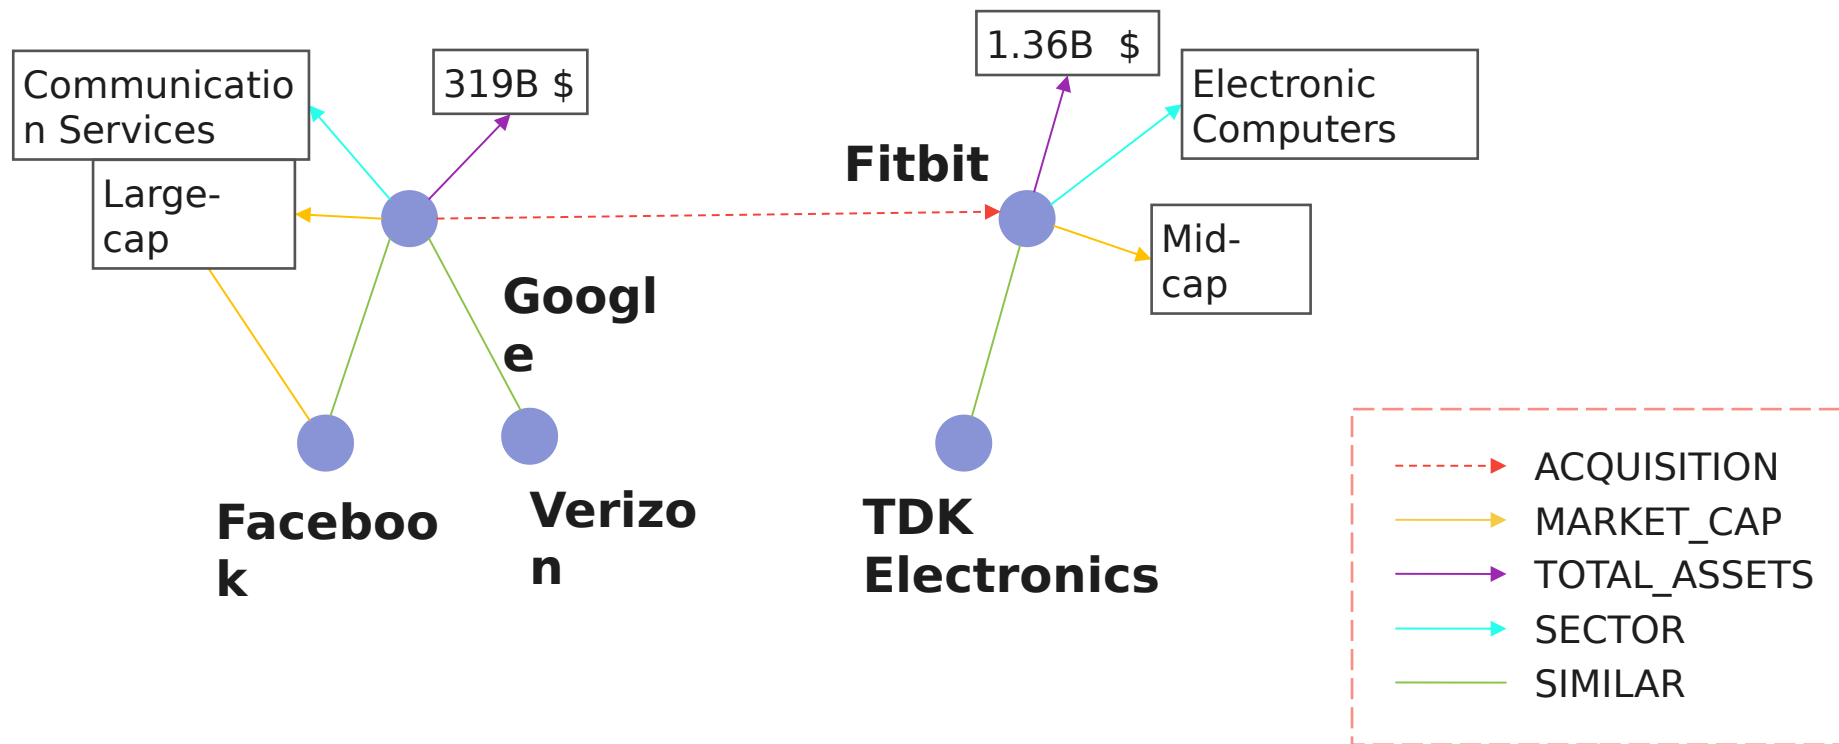 Communicatio
n Services
Large-
cap
319B $
Googl
e
Faceboo
k
Verizo
n
Fitbit
1.36B $
Electronic
Computers
Mid-
cap
TDK
Electronics
ACQUISITION
MARKET_CAP
TOTAL_ASSETS
SECTOR
SIMILAR